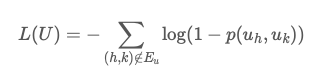 L(U) = − ∑_{(h,k)∉E_u} log(1 − p(u_h, u_k))